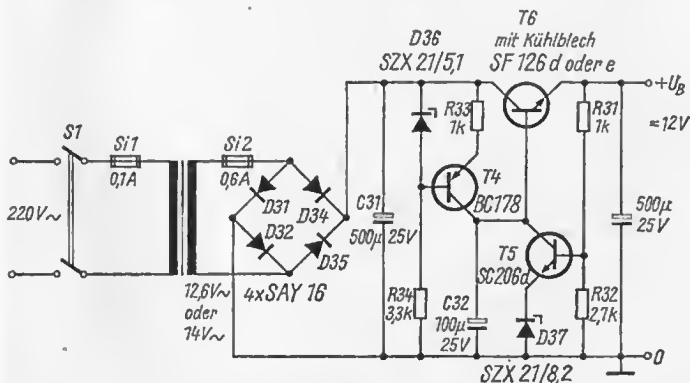 T6
mit Kühlblech
SF 126 d oder e
D36
SZX 21/5,1
+UB
≈12V
R33
1k
R31
1k
S1
Si1
0,1A
Si2
0,6A
T4
BC178
220V~
D31
D34
D32
D35
C31
500µ 25V
500µ
25V
T5
SC206d
12,6V~
oder
14V~
4xSAY 16
R34
3,3k
C32
100µ
25V
D37
R32
2,7k
0
SZX 21/8,2